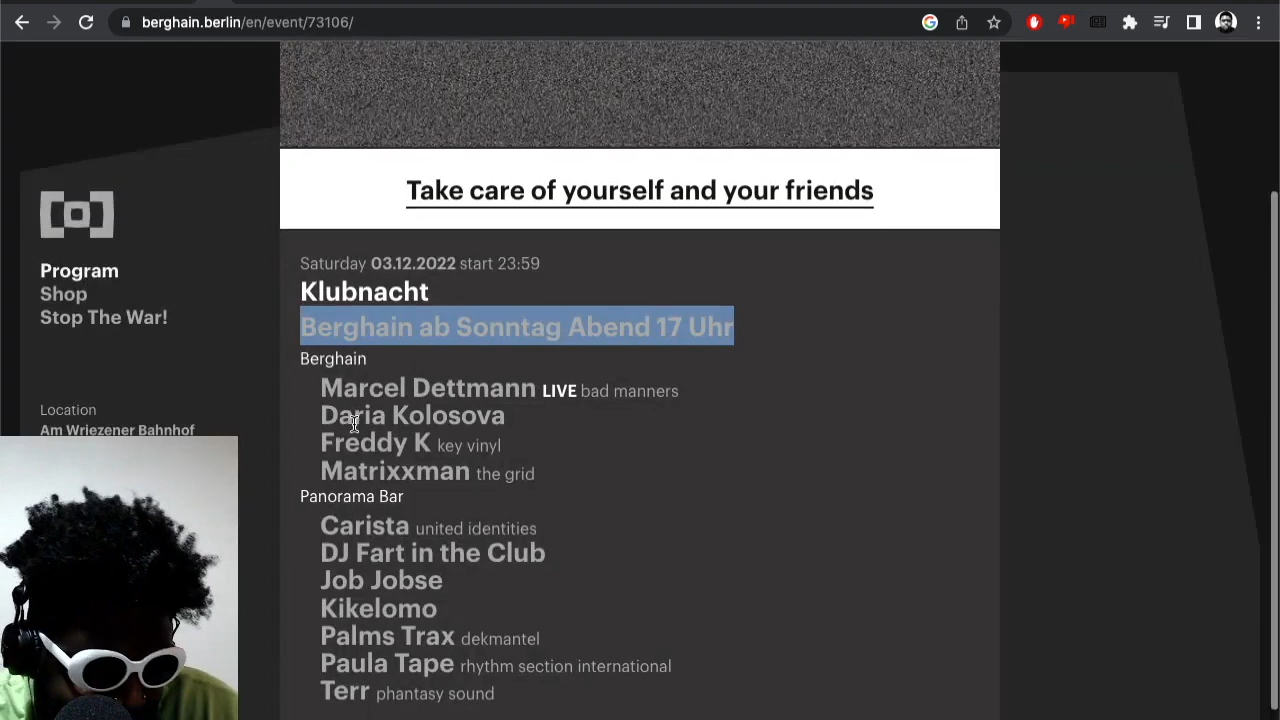 berghain.berlin/en/event/73106/
Take care of yourself and your friends
Program
Shop
Stop The War!
Location
Am Wriezener Bahnhof
Saturday 03.12.2022 start 23:59
Klubnacht
Berghain ab Sonntag Abend 17 Uhr
Berghain
Marcel Dettmann LIVE bad manners
Daria Kolosova
Freddy K key vinyl
Matrixxman the grid
Panorama Bar
Carista united identities
DJ Fart in the Club
Job Jobse
Kikelomo
Palms Trax dekmantel
Paula Tape rhythm section international
Terr phantasy sound